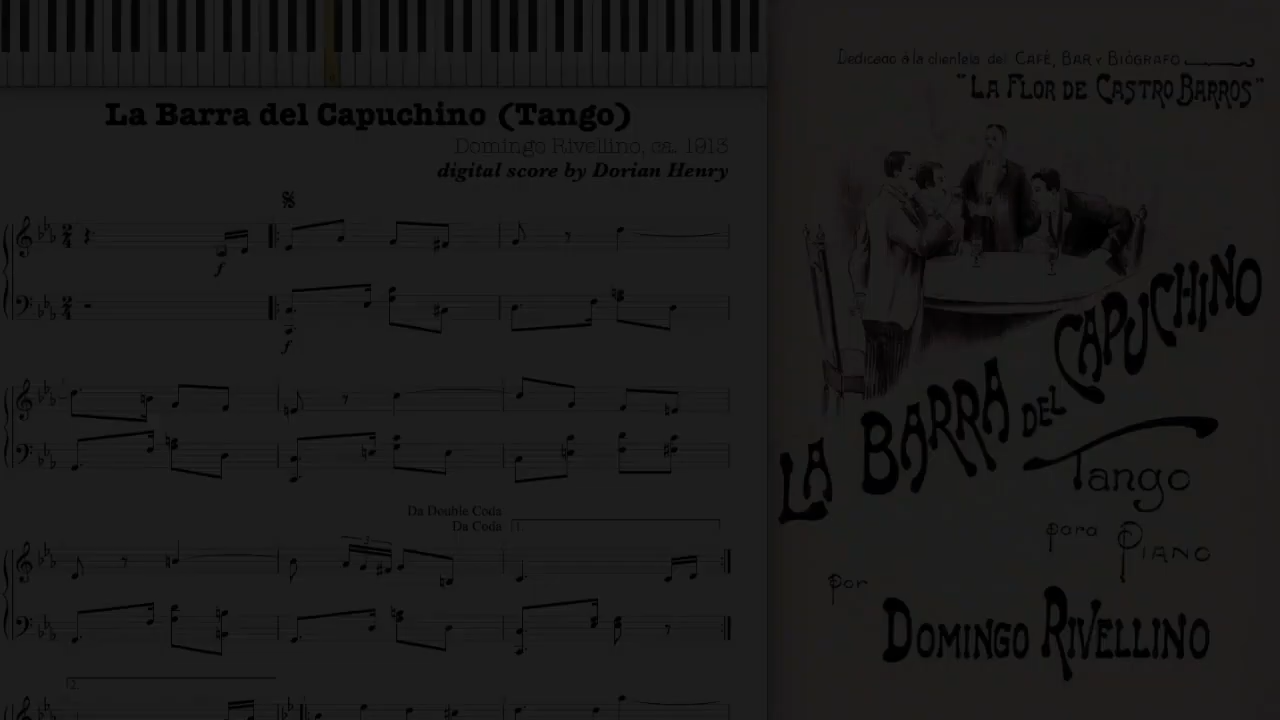 La Barra del Capuchino (Tango)
Domingo Rivellino, ca. 1913
digital score by Dorian Henry
f
f
Da Double Coda
Da Coda
1.
2.
Dedicado á la clientela del CAFÉ, BAR Y BIÓGRAFO
"LA FLOR DE CASTRO BARROS"
LA BARRA DEL CAPUCHINO
Tango
para PIANO
por
DOMINGO RIVELLINO